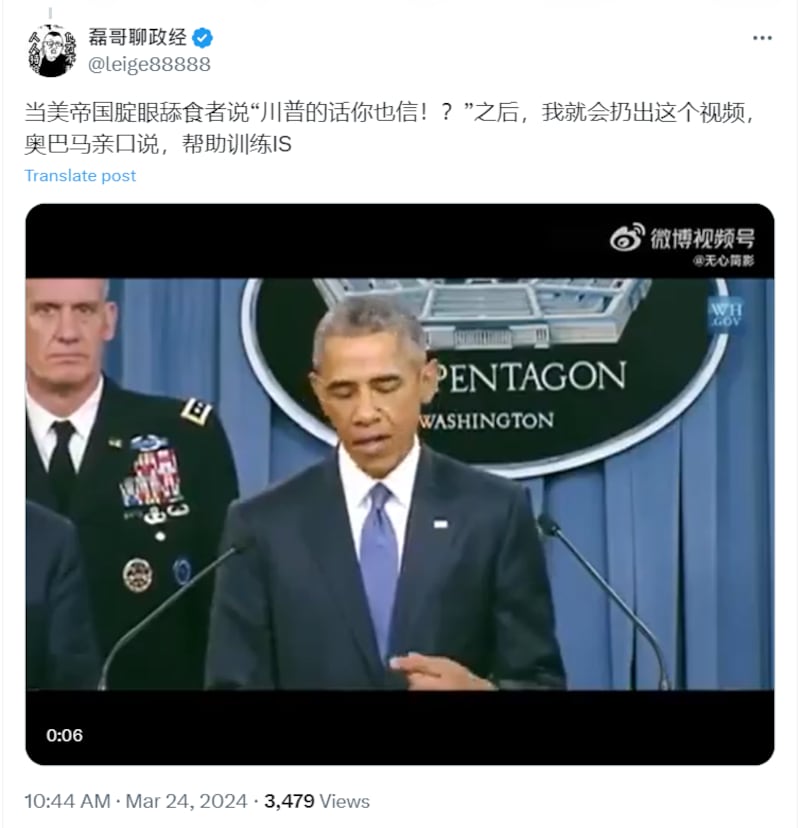 磊哥聊政经
@leige88888
当美帝国腚眼舔食者说“川普的话你也信！？”之后，我就会扔出这个视频，
奥巴马亲口说，帮助训练IS
Translate post
微博视频号
@无心简影
WH
.GOV
PENTAGON
WASHINGTON
0:06
10:44 AM · Mar 24, 2024 · 3,479 Views